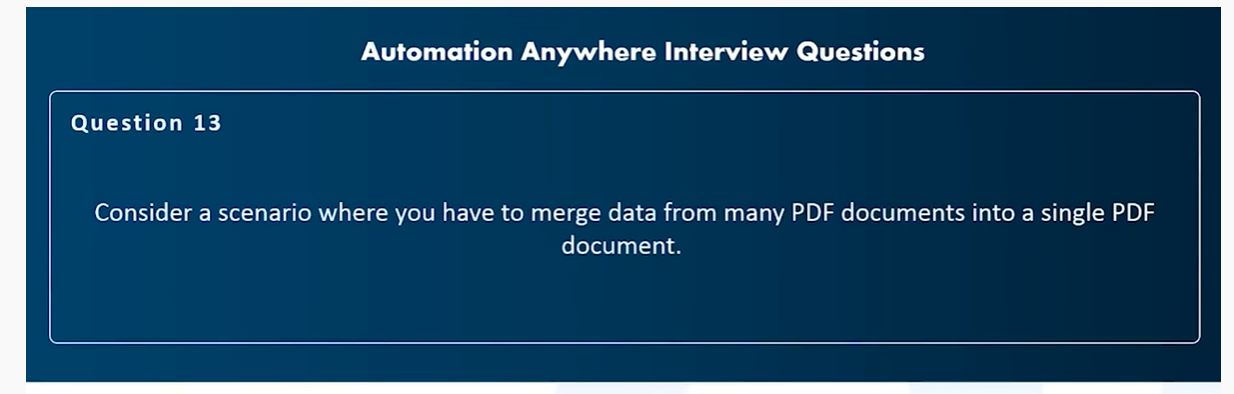 Automation Anywhere Interview Questions
Question 13
Consider a scenario where you have to merge data from many PDF documents into a single PDF
document.